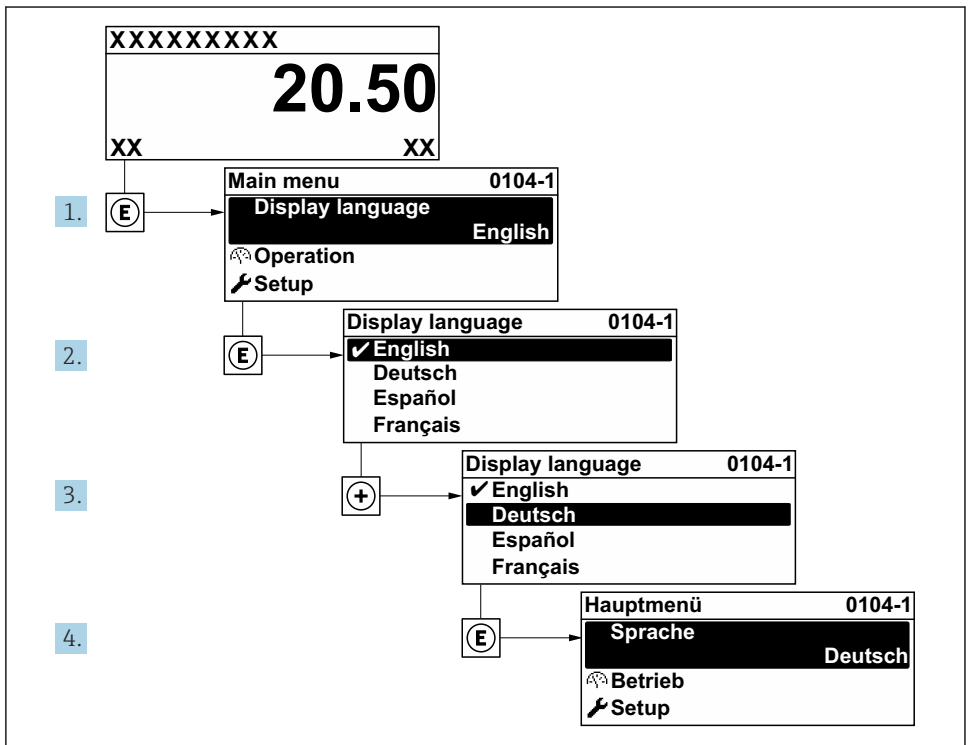 XXXXXXXXX
20.50
XX XX
1. E
Main menu 0104-1
Display language
English
Operation
Setup
2. E
Display language 0104-1
✔English
Deutsch
Español
Français
3. +
Display language 0104-1
✔English
Deutsch
Español
Français
4. E
Hauptmenü 0104-1
Sprache
Deutsch
Betrieb
Setup